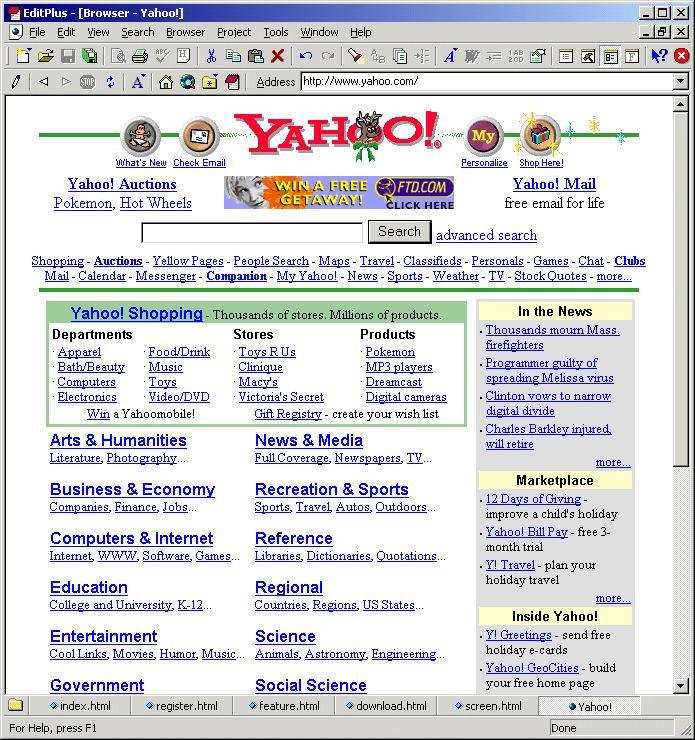 EditPlus - [Browser - Yahoo!]
File Edit View Search Browser Project Tools Window Help
Address http://www.yahoo.com/
What's New Check Email YAHOO! My Personalize Shop Here!
Yahoo! Auctions
Pokemon, Hot Wheels
WIN A FREE GETAWAY! FTD.COM CLICK HERE
Yahoo! Mail
free email for life
Search advanced search
Shopping - Auctions - Yellow Pages - People Search - Maps - Travel - Classifieds - Personals - Games - Chat - Clubs
Mail - Calendar - Messenger - Companion - My Yahoo! - News - Sports - Weather - TV - Stock Quotes - more...
Yahoo! Shopping - Thousands of stores. Millions of products.
Departments Stores Products
· Apparel · Food/Drink · Toys R Us · Pokemon
· Bath/Beauty · Music · Clinique · MP3 players
· Computers · Toys · Macy's · Dreamcast
· Electronics · Video/DVD · Victoria's Secret · Digital cameras
Win a Yahoomobile! Gift Registry - create your wish list
Arts & Humanities
Literature, Photography...
News & Media
Full Coverage, Newspapers, TV...
Business & Economy
Companies, Finance, Jobs...
Recreation & Sports
Sports, Travel, Autos, Outdoors...
Computers & Internet
Internet, WWW, Software, Games...
Reference
Libraries, Dictionaries, Quotations...
Education
College and University, K-12...
Regional
Countries, Regions, US States...
Entertainment
Cool Links, Movies, Humor, Music...
Science
Animals, Astronomy, Engineering...
Government
Social Science
In the News
· Thousands mourn Mass.
firefighters
· Programmer guilty of
spreading Melissa virus
· Clinton vows to narrow
digital divide
· Charles Barkley injured,
will retire
more...
Marketplace
· 12 Days of Giving -
improve a child's holiday
· Yahoo! Bill Pay - free 3-
month trial
· Y! Travel - plan your
holiday travel
more...
Inside Yahoo!
· Y! Greetings - send free
holiday e-cards
· Yahoo! GeoCities - build
your free home page
index.html register.html feature.html download.html screen.html Yahoo!
For Help, press F1 Done